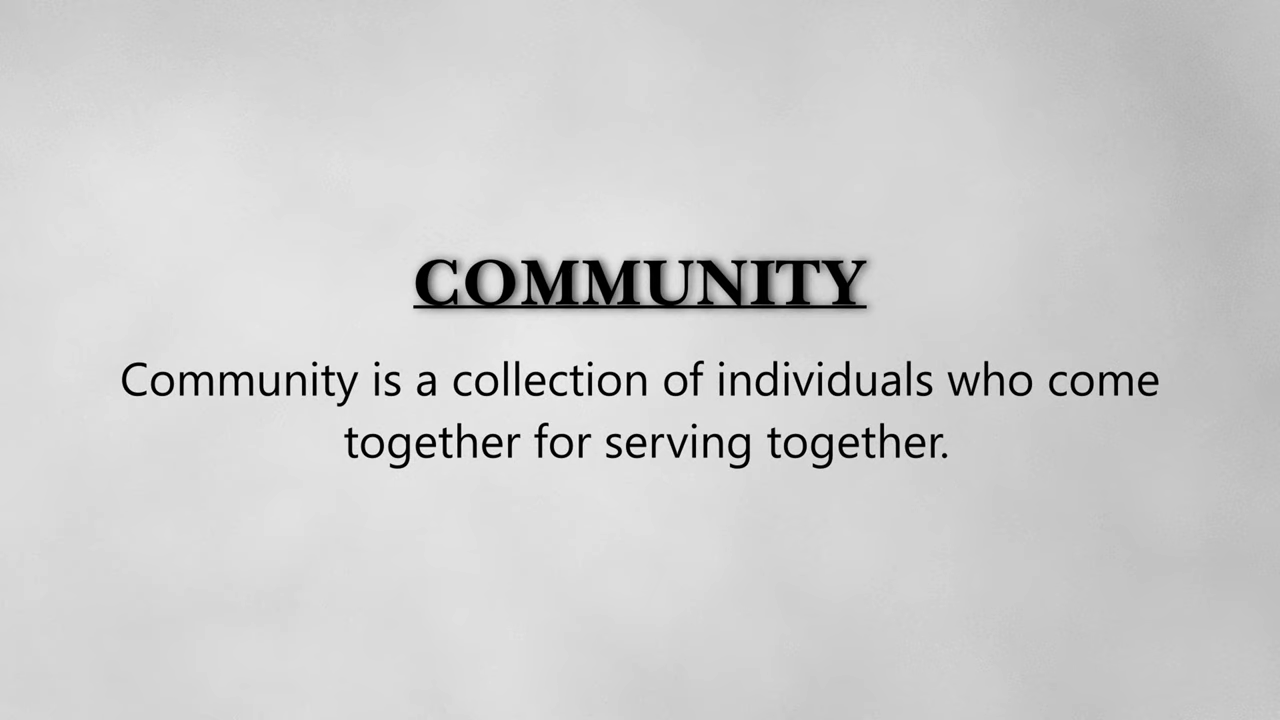 COMMUNITY
Community is a collection of individuals who come
together for serving together.